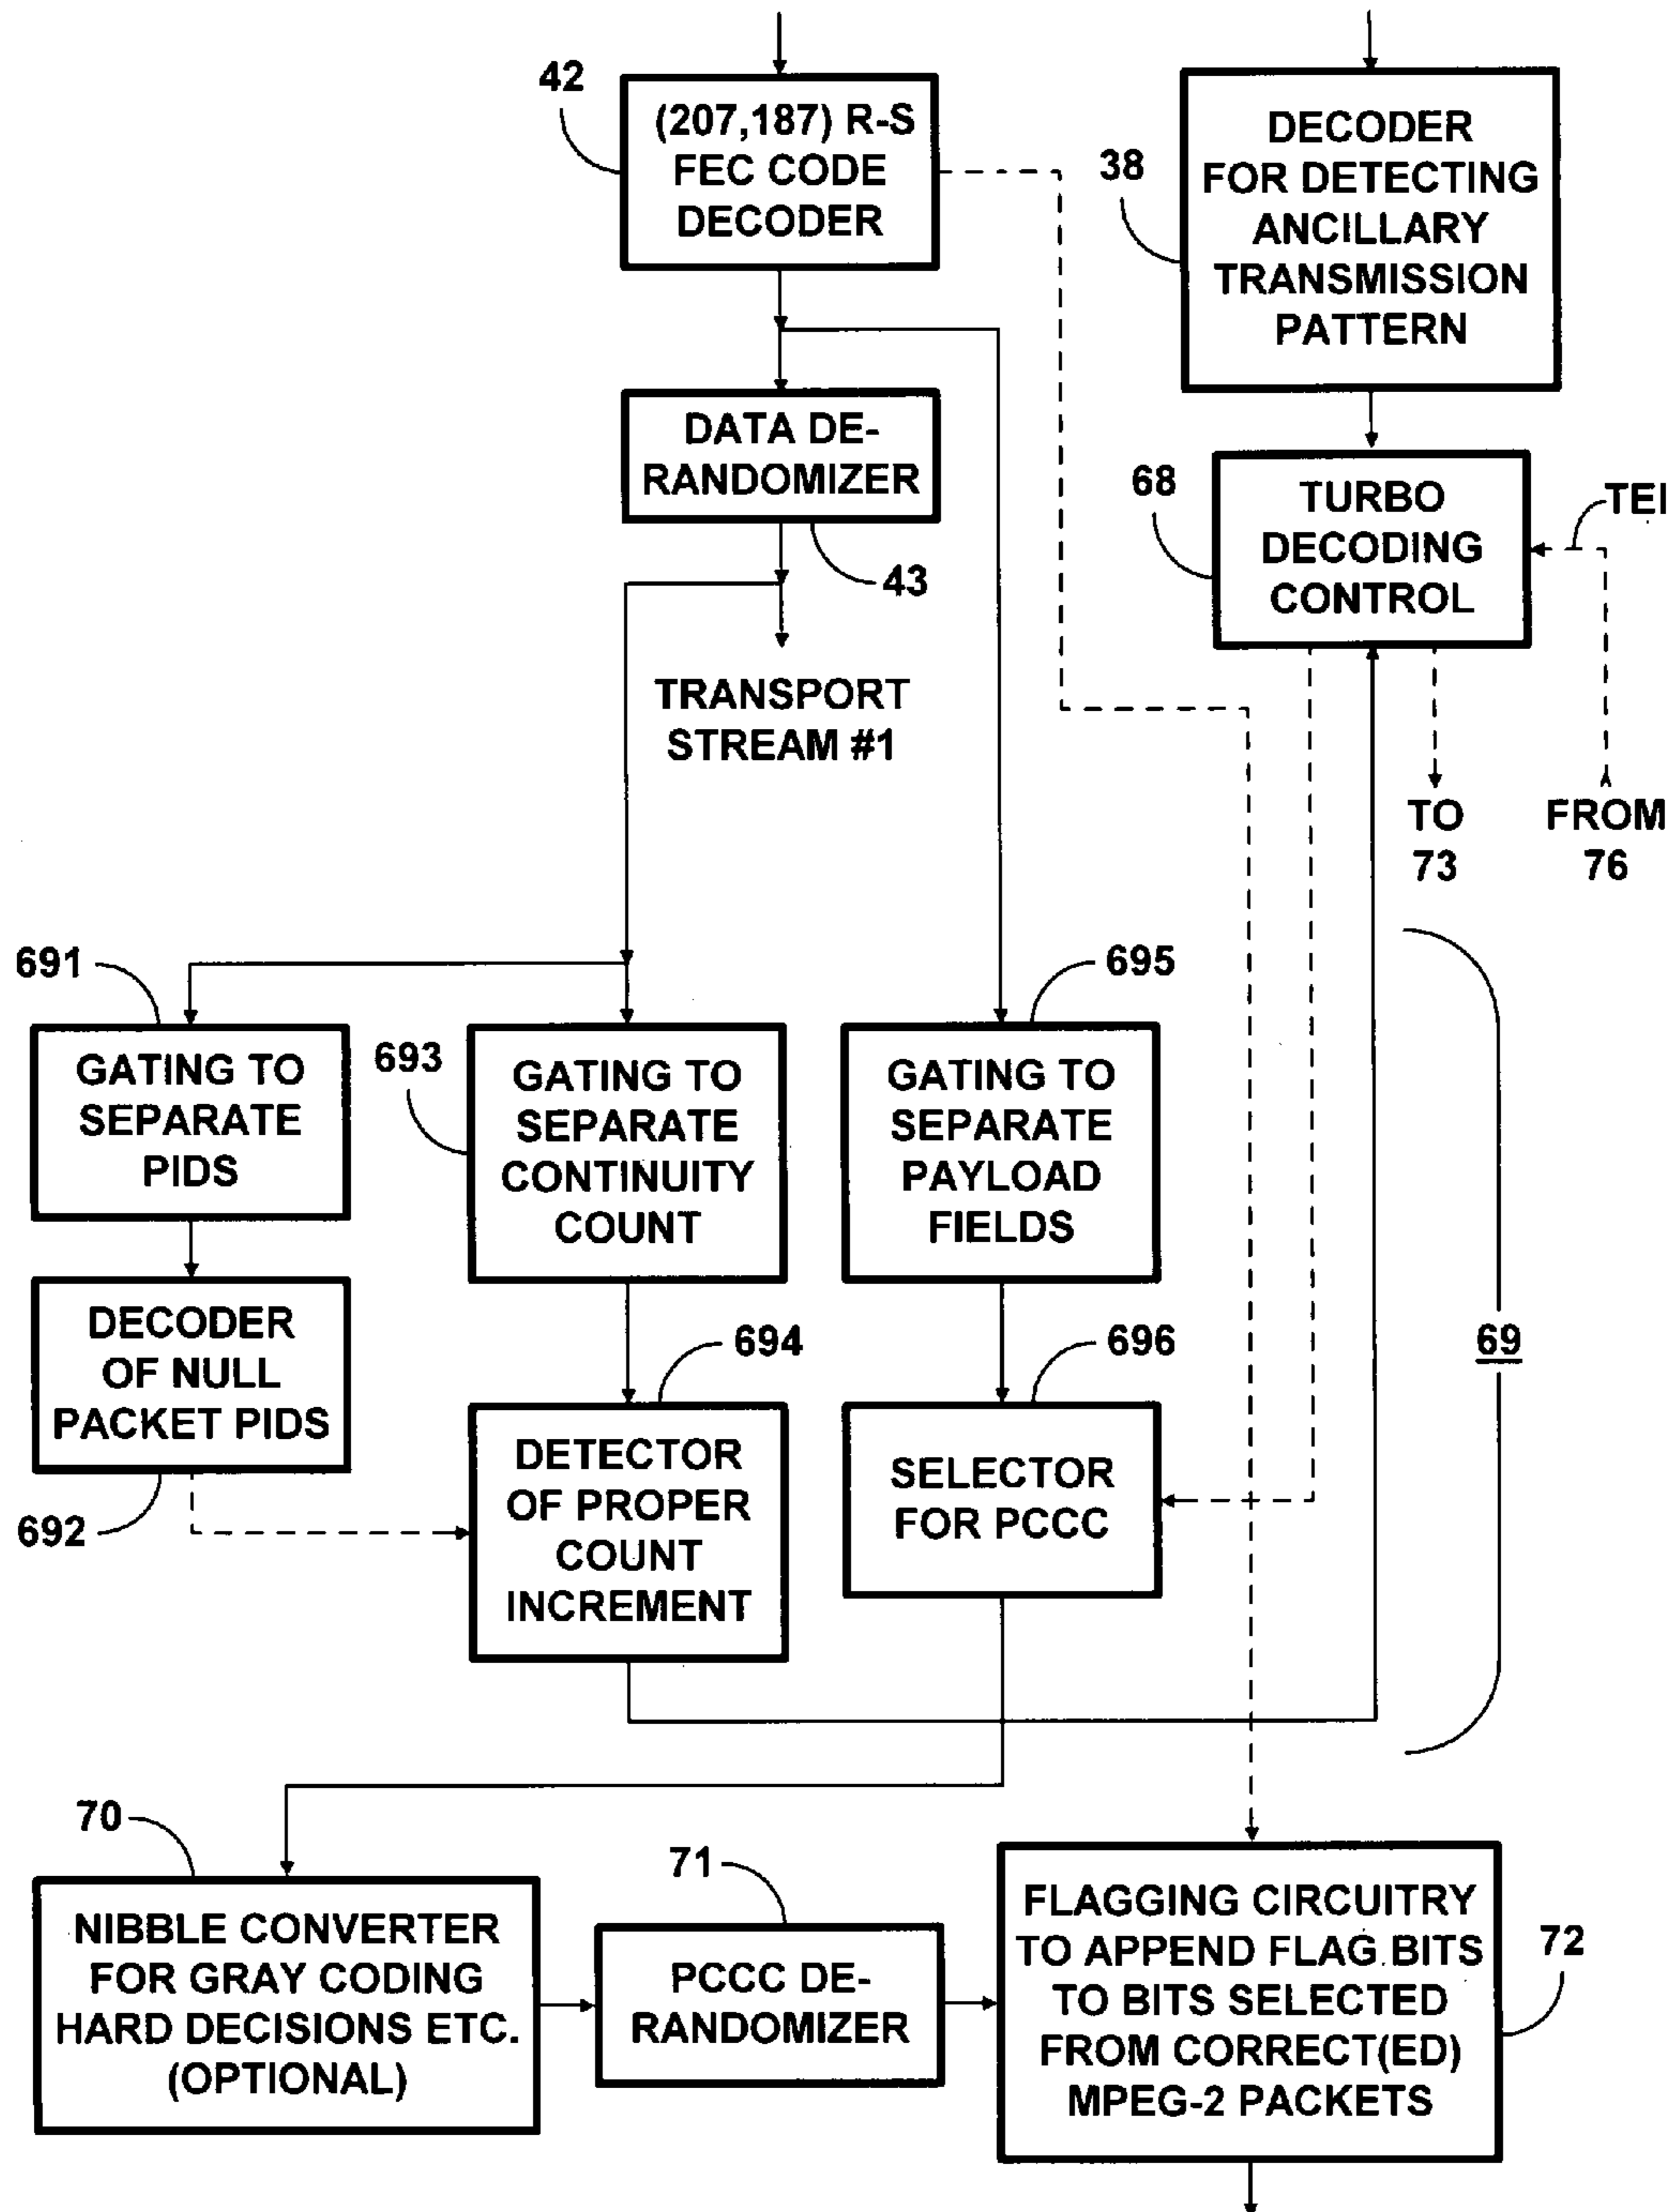 42
(207,187) R-S
FEC CODE
DECODER
38
DECODER
FOR DETECTING
ANCILLARY
TRANSMISSION
PATTERN
DATA DE-
RANDOMIZER
43
68
TURBO
DECODING
CONTROL
TEI
TRANSPORT
STREAM #1
TO
73
FROM
76
691
GATING TO
SEPARATE
PIDS
693
GATING TO
SEPARATE
CONTINUITY
COUNT
695
GATING TO
SEPARATE
PAYLOAD
FIELDS
DECODER
OF NULL
PACKET PIDS
692
694
DETECTOR
OF PROPER
COUNT
INCREMENT
696
SELECTOR
FOR PCCC
69
70
NIBBLE CONVERTER
FOR GRAY CODING
HARD DECISIONS ETC.
(OPTIONAL)
71
PCCC DE-
RANDOMIZER
FLAGGING CIRCUITRY
TO APPEND FLAG BITS
TO BITS SELECTED
FROM CORRECT(ED)
MPEG-2 PACKETS
72